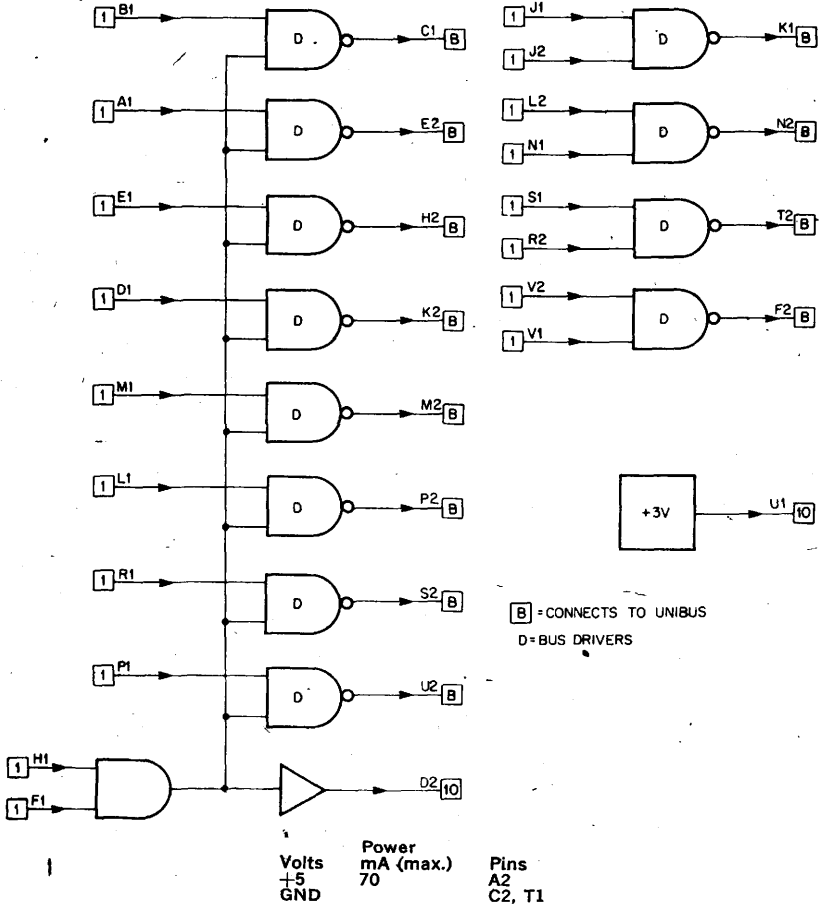 1 B1 D C1 B
1 A1 D E2 B
1 E1 D H2 B
1 D1 D K2 B
1 M1 D M2 B
1 L1 D P2 B
1 R1 D S2 B
1 P1 D U2 B
1 H1
1 F1
D2 10
1 J1 D K1 B
1 J2
1 L2 D N2 B
1 N1
1 S1 D T2 B
1 R2
1 V2 D F2 B
1 V1
+3V U1 10
B = CONNECTS TO UNIBUS
D = BUS DRIVERS
Power
Volts mA (max.) Pins
+5 70 A2
GND C2, T1